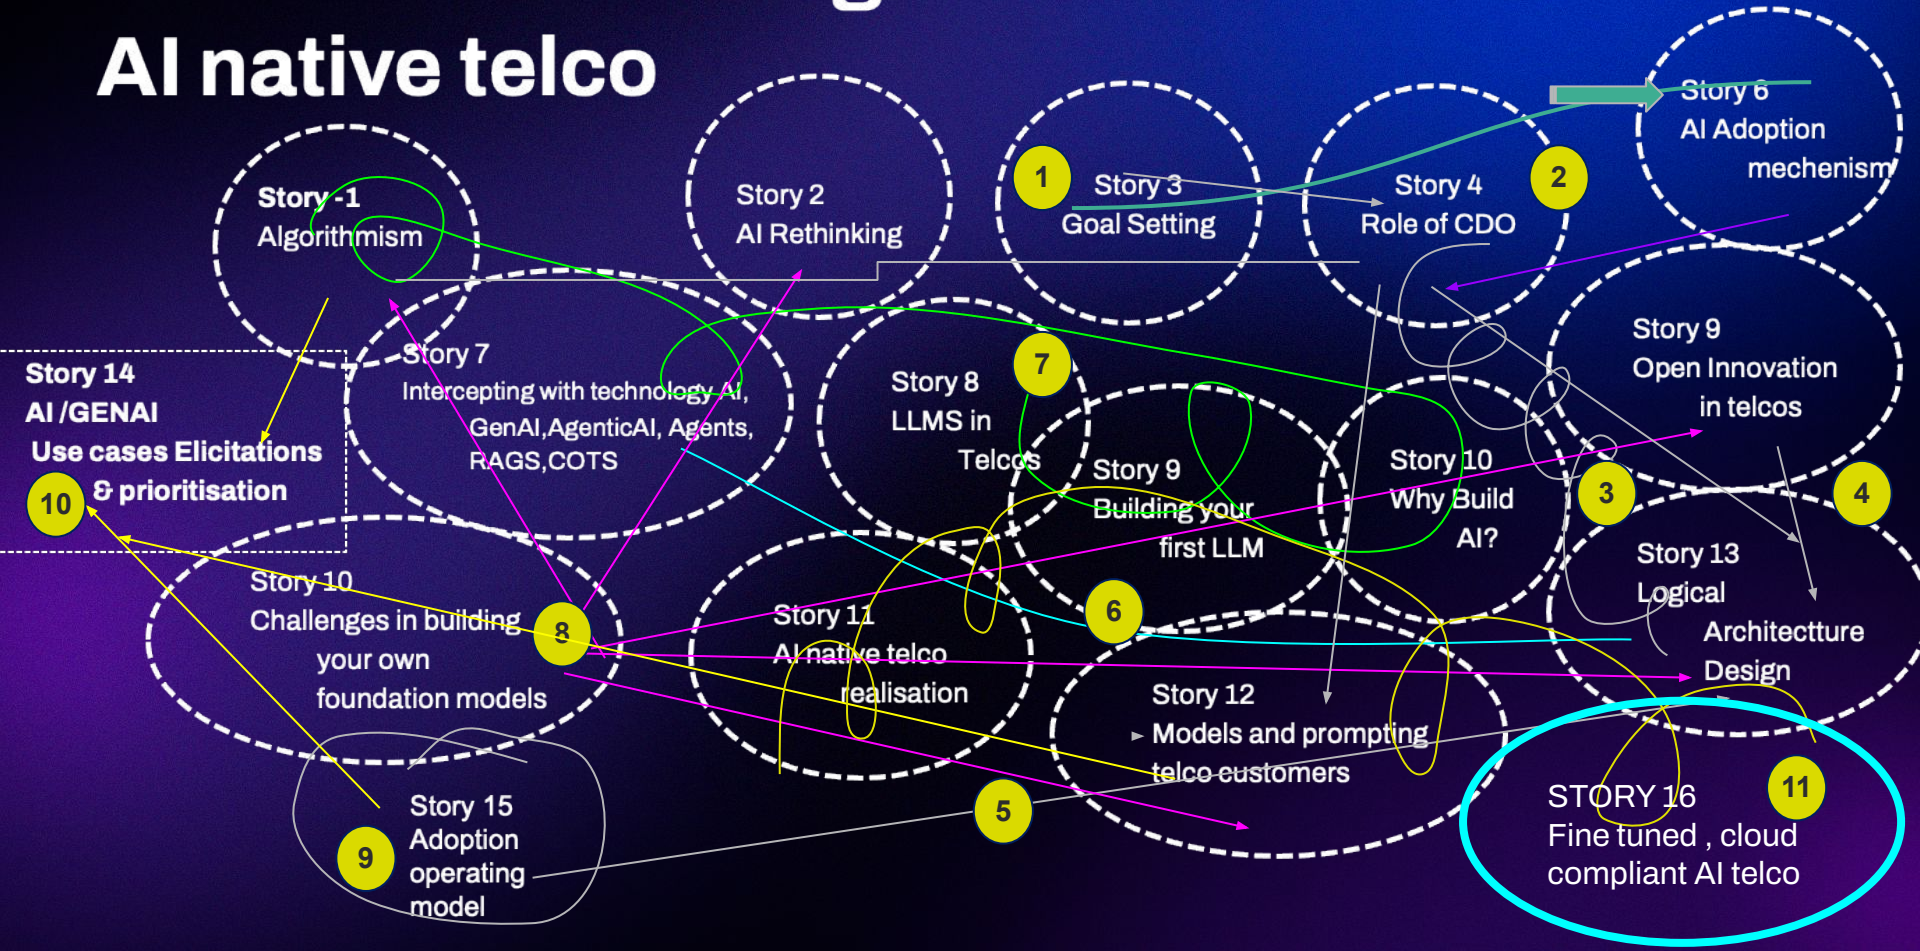 AI native telco
Story -1
Algorithmism
Story 2
AI Rethinking
1
Story 3
Goal Setting
Story 4
Role of CDO
2
Story 6
AI Adoption
mechenism
Story 14
AI /GENAI
Use cases Elicitations
& prioritisation
10
Story 7
Intercepting with technology AI,
GenAI,AgenticAI, Agents,
RAGS,COTS
Story 8
LLMS in
Telcos
7
Story 9
Building your
first LLM
Story 10
Why Build
AI?
Story 9
Open Innovation
in telcos
3
4
Story 10
Challenges in building
your own
foundation models
8
Story 11
AI native telco
realisation
6
Story 12
Models and prompting
telco customers
Story 13
Logical
Architectture
Design
Story 15
Adoption
operating
model
9
5
STORY 16
Fine tuned , cloud
compliant AI telco
11